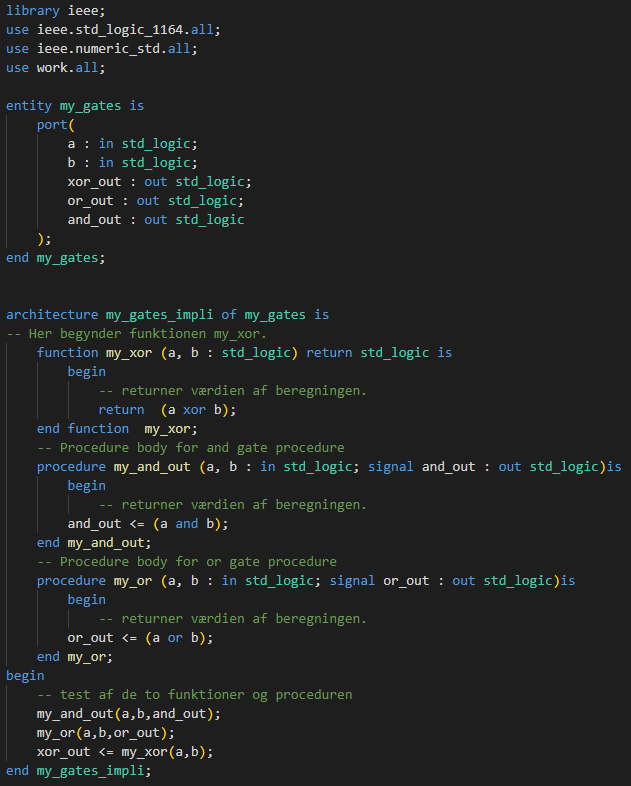 library ieee;
use ieee.std_logic_1164.all;
use ieee.numeric_std.all;
use work.all;

entity my_gates is
    port(
        a : in std_logic;
        b : in std_logic;
        xor_out : out std_logic;
        or_out : out std_logic;
        and_out : out std_logic
    );
end my_gates;


architecture my_gates_impli of my_gates is
-- Her begynder funktionen my_xor.
    function my_xor (a, b : std_logic) return std_logic is
        begin
            -- returner værdien af beregningen.
            return  (a xor b);
    end function  my_xor;
    -- Procedure body for and gate procedure
    procedure my_and_out (a, b : in std_logic; signal and_out : out std_logic)is
        begin
            -- returner værdien af beregningen.
        and_out <= (a and b);
    end my_and_out;
    -- Procedure body for or gate procedure
    procedure my_or (a, b : in std_logic; signal or_out : out std_logic)is
        begin
            -- returner værdien af beregningen.
        or_out <= (a or b);
    end my_or;
begin
    -- test af de to funktioner og proceduren
    my_and_out(a,b,and_out);
    my_or(a,b,or_out);
    xor_out <= my_xor(a,b);
end my_gates_impli;